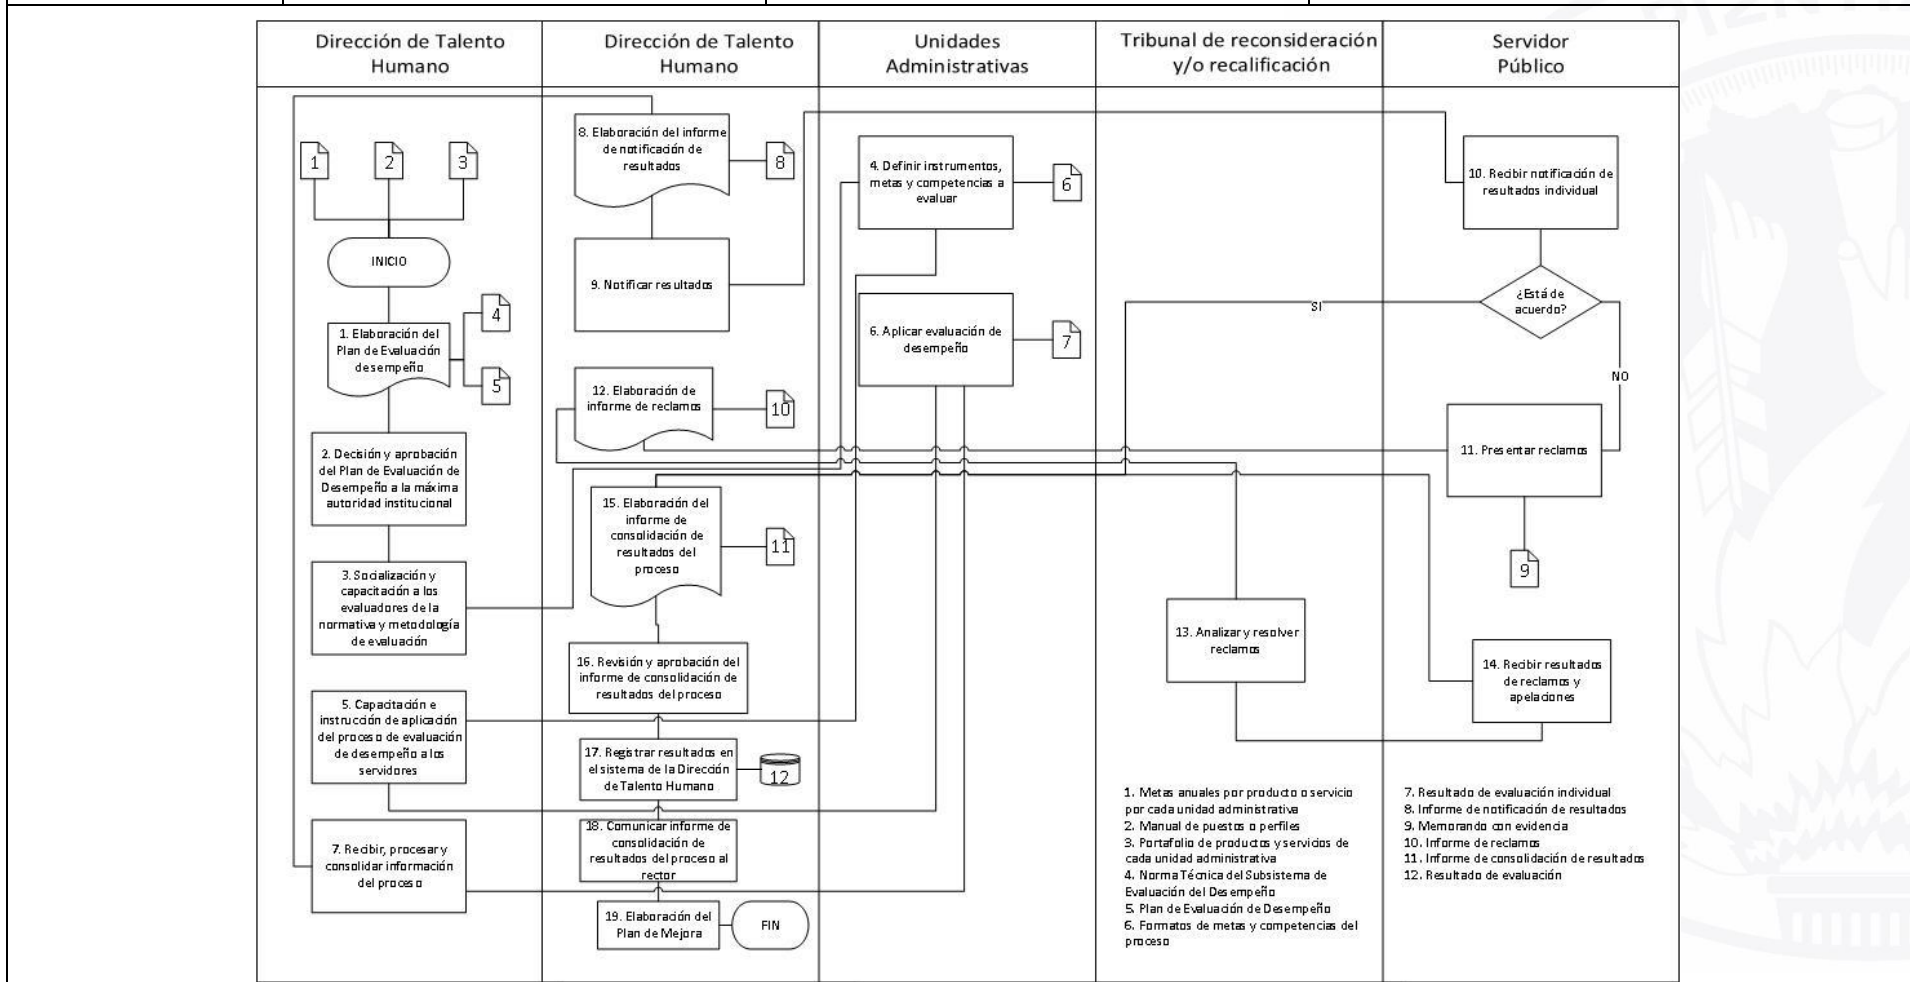 Dirección de Talento
Humano
Dirección de Talento
Humano
Unidades
Administrativas
Tribunal de reconsideración
y/o recalificación
Servidor
Público
1
2
3
INICIO
1. Elaboración del
Plan de Evaluación
desempeño
4
5
2. Decisión y aprobación
del Plan de Evaluación de
Desempeño a la máxima
autoridad institucional
3. Socialización y
capacitación a los
evaluadores de la
normativa y metodología
de evaluación
5. Capacitación e
instrucción de aplicación
del proceso de evaluación
de desempeño a los
servidores
7. Recibir, procesar y
consolidar información
del proceso
8. Elaboración del informe
de notificación de
resultados
8
9. Notificar resultados
12. Elaboración de
informe de reclamos
10
15. Elaboración del
informe de
consolidación de
resultados del
proceso
11
16. Revisión y aprobación del
informe de consolidación de
resultados del proceso
17. Registrar resultados en
el sistema de la Dirección
de Talento Humano
12
18. Comunicar informe de
consolidación de
resultados del proceso al
rector
19. Elaboración del
Plan de Mejora
FIN
4. Definir instrumentos,
metas y competencias a
evaluar
6
6. Aplicar evaluación de
desempeño
7
13. Analizar y resolver
reclamos
10. Recibir notificación de
resultados individual
¿Está de
acuerdo?
SI
NO
11. Presentar reclamos
9
14. Recibir resultados
de reclamos y
apelaciones
1. Metas anuales por producto o servicio
por cada unidad administrativa
2. Manual de puestos o perfiles
3. Portafolio de productos y servicios de
cada unidad administrativa
4. Norma Técnica del Subsistema de
Evaluación del Desempeño
5. Plan de Evaluación de Desempeño
6. Formatos de metas y competencias del
proceso
7. Resultado de evaluación individual
8. Informe de notificación de resultados
9. Memorando con evidencia
10. Informe de reclamos
11. Informe de consolidación de resultados
12. Resultado de evaluación